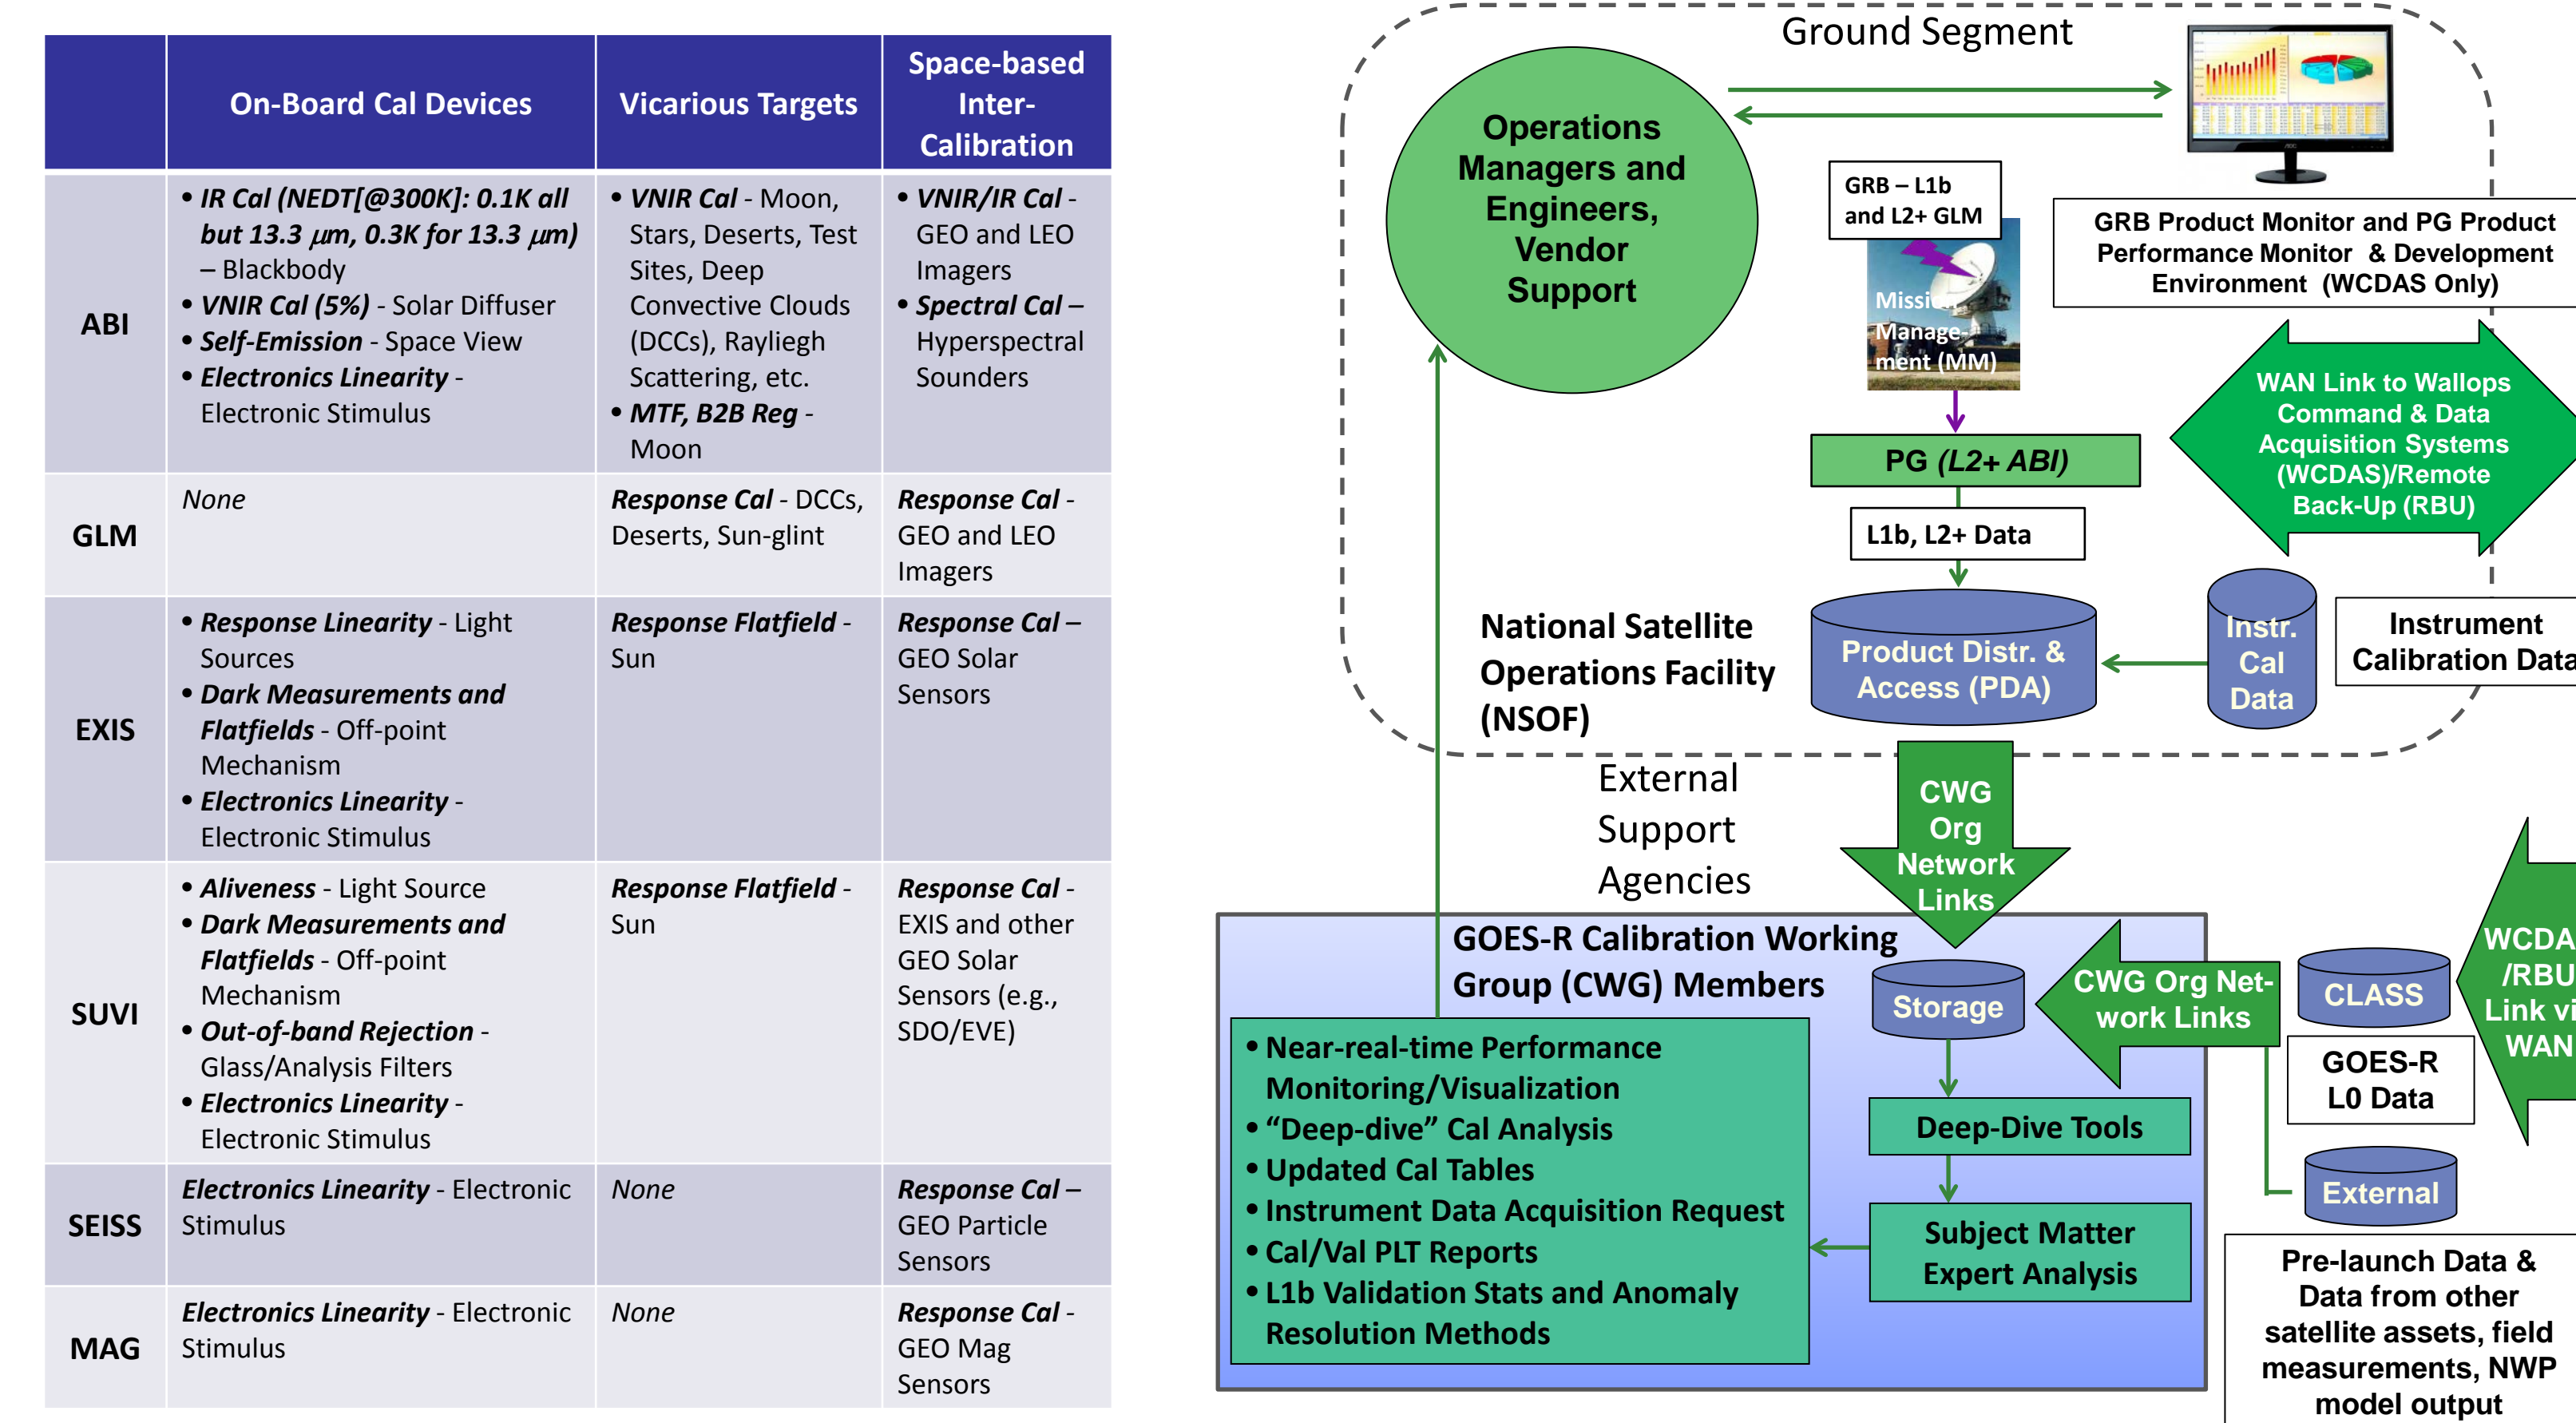 On-Board Cal Devices
Vicarious Targets
Space-based
Inter-
Calibration
ABI
• IR Cal (NEDT[@300K]: 0.1K all
but 13.3 µm, 0.3K for 13.3 µm)
– Blackbody
• VNIR Cal (5%) - Solar Diffuser
• Self-Emission - Space View
• Electronics Linearity -
Electronic Stimulus
• VNIR Cal - Moon,
Stars, Deserts, Test
Sites, Deep
Convective Clouds
(DCCs), Rayliegh
Scattering, etc.
• MTF, B2B Reg -
Moon
• VNIR/IR Cal -
GEO and LEO
Imagers
• Spectral Cal –
Hyperspectral
Sounders
GLM
None
Response Cal - DCCs,
Deserts, Sun-glint
Response Cal -
GEO and LEO
Imagers
EXIS
• Response Linearity - Light
Sources
• Dark Measurements and
Flatfields - Off-point
Mechanism
• Electronics Linearity -
Electronic Stimulus
Response Flatfield -
Sun
Response Cal –
GEO Solar
Sensors
SUVI
• Aliveness - Light Source
• Dark Measurements and
Flatfields - Off-point
Mechanism
• Out-of-band Rejection -
Glass/Analysis Filters
• Electronics Linearity -
Electronic Stimulus
Response Flatfield -
Sun
Response Cal -
EXIS and other
GEO Solar
Sensors (e.g.,
SDO/EVE)
SEISS
Electronics Linearity - Electronic
Stimulus
None
Response Cal –
GEO Particle
Sensors
MAG
Electronics Linearity - Electronic
Stimulus
None
Response Cal -
GEO Mag
Sensors
Ground Segment
Operations
Managers and
Engineers,
Vendor
Support
GRB – L1b
and L2+ GLM
Manage-
ment (MM)
GRB Product Monitor and PG Product
Performance Monitor & Development
Environment (WCDAS Only)
WAN Link to Wallops
Command & Data
Acquisition Systems
(WCDAS)/Remote
Back-Up (RBU)
PG (L2+ ABI)
L1b, L2+ Data
National Satellite
Operations Facility
(NSOF)
Product Distr. &
Access (PDA)
Instr.
Cal
Data
Instrument
Calibration Data
External
Support
Agencies
CWG
Org
Network
Links
GOES-R Calibration Working
Group (CWG) Members
Storage
CWG Org Net-
work Links
CLASS
GOES-R
L0 Data
/RBU
Link
WAN
• Near-real-time Performance
Monitoring/Visualization
• “Deep-dive” Cal Analysis
• Updated Cal Tables
• Instrument Data Acquisition Request
• Cal/Val PLT Reports
• L1b Validation Stats and Anomaly
Resolution Methods
Deep-Dive Tools
Subject Matter
Expert Analysis
External
Pre-launch Data &
Data from other
satellite assets, field
measurements, NWP
model output